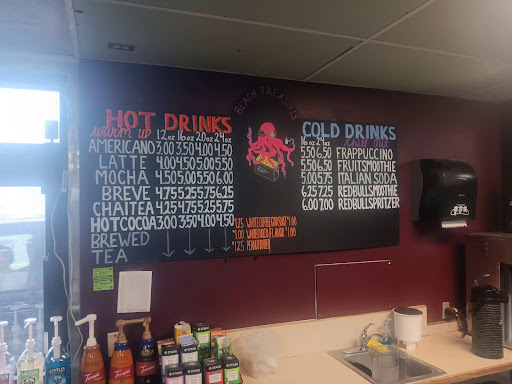 BEACH TREASURES
HOT DRINKS
warm up 12oz 16oz 20oz 24oz
AMERICANO 3.00 3.50 4.00 4.50
LATTE 4.00 4.50 5.00 5.50
MOCHA 4.50 5.00 5.50 6.00
BREVE 4.75 5.25 5.75 6.25
CHAI TEA 4.25 4.75 5.25 5.75
HOT COCOA 3.00 3.50 4.00 4.50
BREWED
TEA
COLD DRINKS
chill out
16oz 24oz
5.50 6.50 FRAPPUCCINO
5.50 6.50 FRUIT SMOOTHIE
5.00 5.75 ITALIAN SODA
6.25 7.25 REDBULL SMOOTHIE
6.00 7.00 REDBULL SPRITZER
LOTUS
Torani
Torani